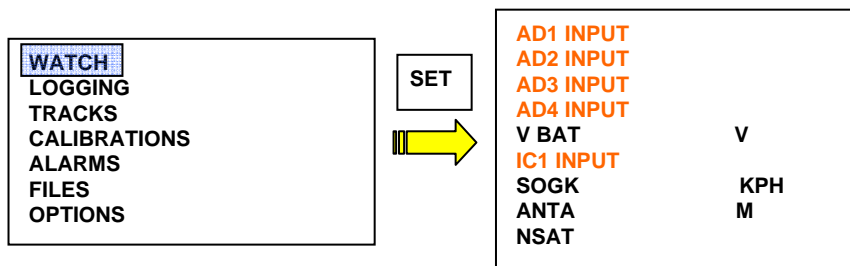 WATCH
LOGGING
TRACKS
CALIBRATIONS
ALARMS
FILES
OPTIONS
SET
AD1 INPUT
AD2 INPUT
AD3 INPUT
AD4 INPUT
V BAT V
IC1 INPUT
SOGK KPH
ANTA M
NSAT